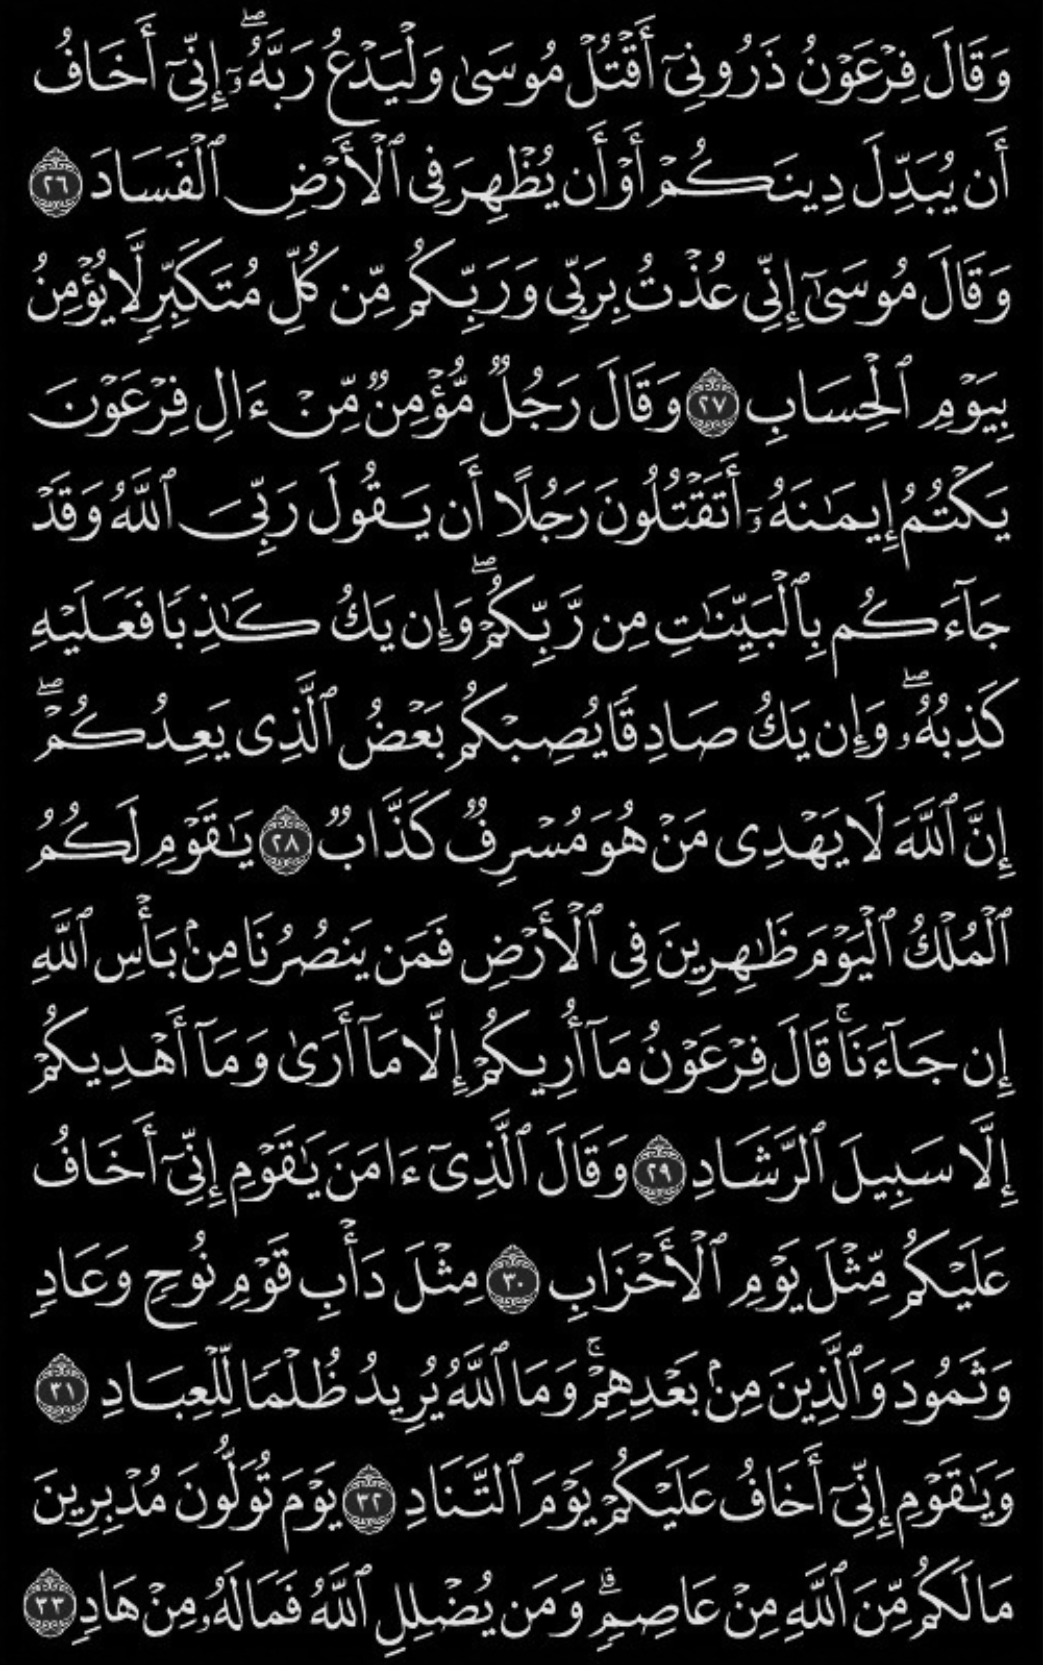 وَقَالَ فِرْعَوْنُ ذَرُونِىٓ أَقْتُلْ مُوسَىٰ وَلْيَدْعُ رَبَّهُۥٓ ۖ إِنِّىٓ أَخَافُ
أَن يُبَدِّلَ دِينَكُمْ أَوْ أَن يُظْهِرَ فِى ٱلْأَرْضِ ٱلْفَسَادَ ٢٦
وَقَالَ مُوسَىٰٓ إِنِّى عُذْتُ بِرَبِّى وَرَبِّكُم مِّن كُلِّ مُتَكَبِّرٍ لَّا يُؤْمِنُ
بِيَوْمِ ٱلْحِسَابِ ٢٧ وَقَالَ رَجُلٌ مُّؤْمِنٌ مِّنْ ءَالِ فِرْعَوْنَ
يَكْتُمُ إِيمَـٰنَهُۥٓ أَتَقْتُلُونَ رَجُلًا أَن يَقُولَ رَبِّىَ ٱللَّهُ وَقَدْ
جَآءَكُم بِٱلْبَيِّنَـٰتِ مِن رَّبِّكُمْ ۖ وَإِن يَكُ كَـٰذِبًا فَعَلَيْهِ
كَذِبُهُۥ ۖ وَإِن يَكُ صَادِقًا يُصِبْكُم بَعْضُ ٱلَّذِى يَعِدُكُمْ ۖ
إِنَّ ٱللَّهَ لَا يَهْدِى مَنْ هُوَ مُسْرِفٌ كَذَّابٌ ٢٨ يَـٰقَوْمِ لَكُمُ
ٱلْمُلْكُ ٱلْيَوْمَ ظَـٰهِرِينَ فِى ٱلْأَرْضِ فَمَن يَنصُرُنَا مِنۢ بَأْسِ ٱللَّهِ
إِن جَآءَنَا ۚ قَالَ فِرْعَوْنُ مَآ أُرِيكُمْ إِلَّا مَآ أَرَىٰ وَمَآ أَهْدِيكُمْ
إِلَّا سَبِيلَ ٱلرَّشَادِ ٢٩ وَقَالَ ٱلَّذِىٓ ءَامَنَ يَـٰقَوْمِ إِنِّىٓ أَخَافُ
عَلَيْكُم مِّثْلَ يَوْمِ ٱلْأَحْزَابِ ٣٠ مِثْلَ دَأْبِ قَوْمِ نُوحٍ وَعَادٍ
وَثَمُودَ وَٱلَّذِينَ مِنۢ بَعْدِهِمْ ۚ وَمَا ٱللَّهُ يُرِيدُ ظُلْمًا لِّلْعِبَادِ ٣١
وَيَـٰقَوْمِ إِنِّىٓ أَخَافُ عَلَيْكُمْ يَوْمَ ٱلتَّنَادِ ٣٢ يَوْمَ تُوَلُّونَ مُدْبِرِينَ
مَا لَكُم مِّنَ ٱللَّهِ مِنْ عَاصِمٍ ۗ وَمَن يُضْلِلِ ٱللَّهُ فَمَا لَهُۥ مِنْ هَادٍ ٣٣